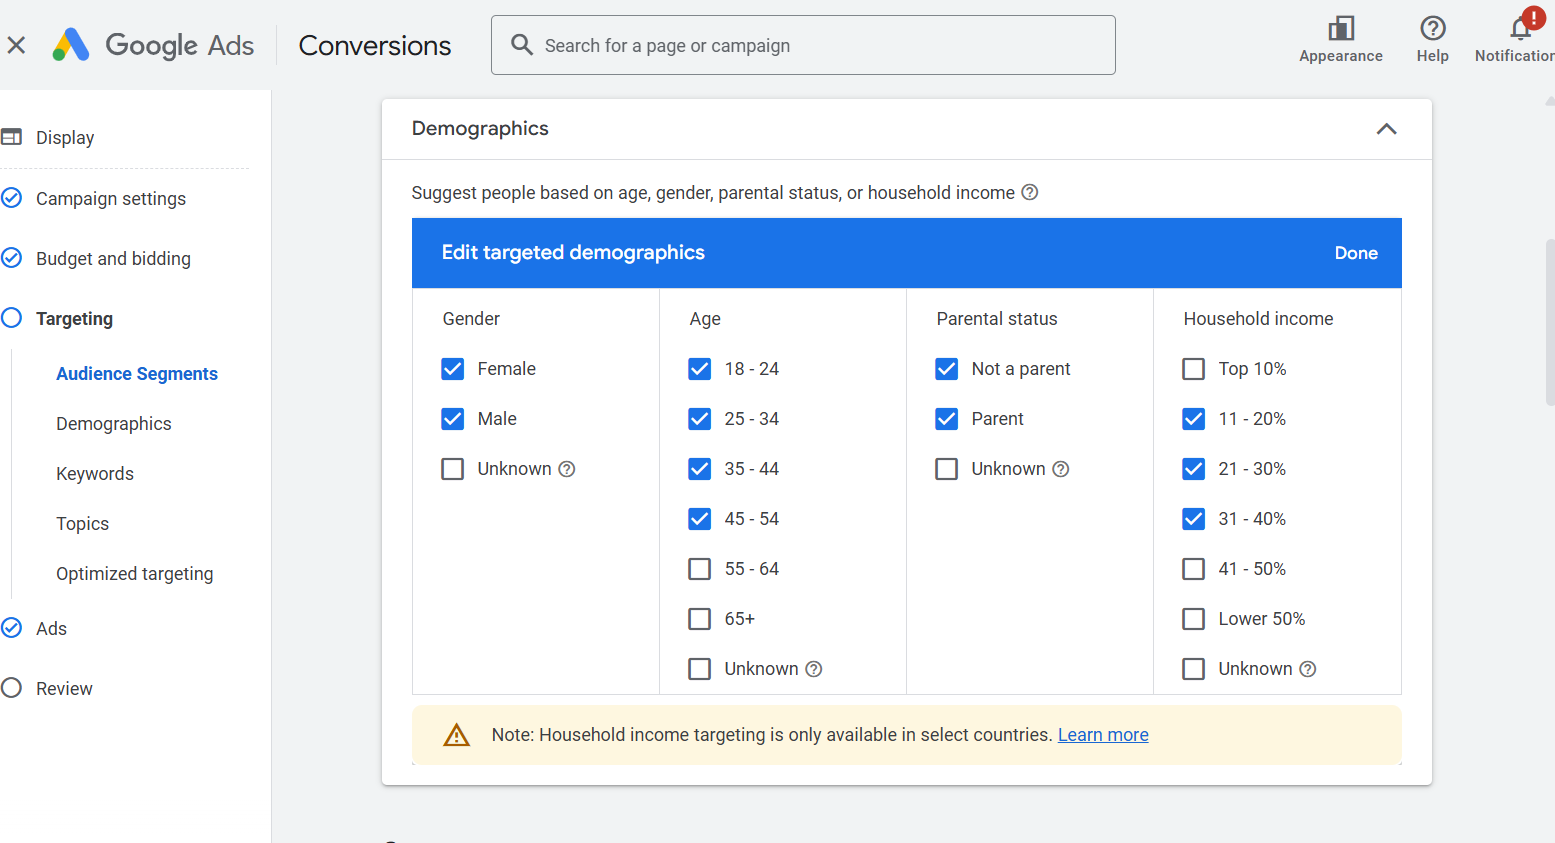 Google Ads
Conversions
Search for a page or campaign
Appearance
Help
!
Notification
Display
Campaign settings
Budget and bidding
Targeting
Audience Segments
Demographics
Keywords
Topics
Optimized targeting
Ads
Review
Demographics
Suggest people based on age, gender, parental status, or household income
Edit targeted demographics
Done
Gender
Female
Male
Unknown
Age
18 - 24
25 - 34
35 - 44
45 - 54
55 - 64
65+
Unknown
Parental status
Not a parent
Parent
Unknown
Household income
Top 10%
11 - 20%
21 - 30%
31 - 40%
41 - 50%
Lower 50%
Unknown
Note: Household income targeting is only available in select countries. Learn more